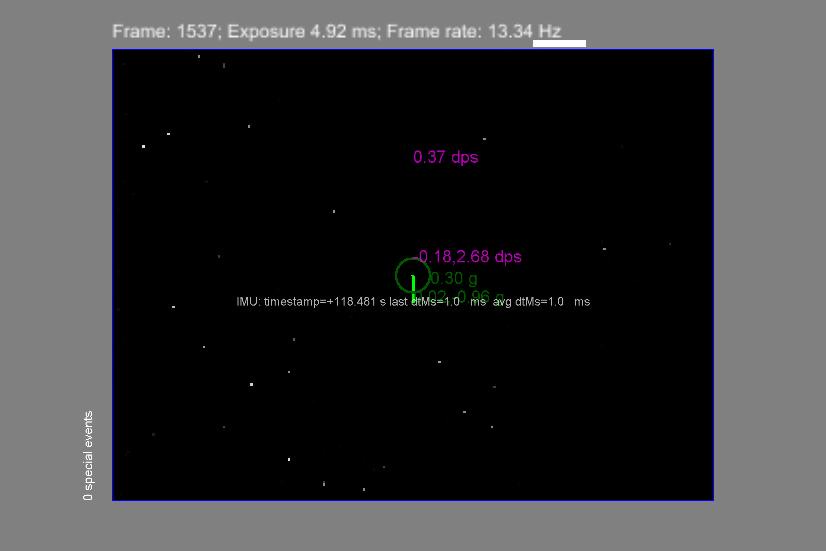 Frame: 1537; Exposure 4.92 ms; Frame rate: 13.34 Hz
0.37 dps
-0.18,2.68 dps
0.30 g
0.96 g
IMU: timestamp=+118.481 s last dtMs=1.0 ms avg dtMs=1.0 ms
0 special events